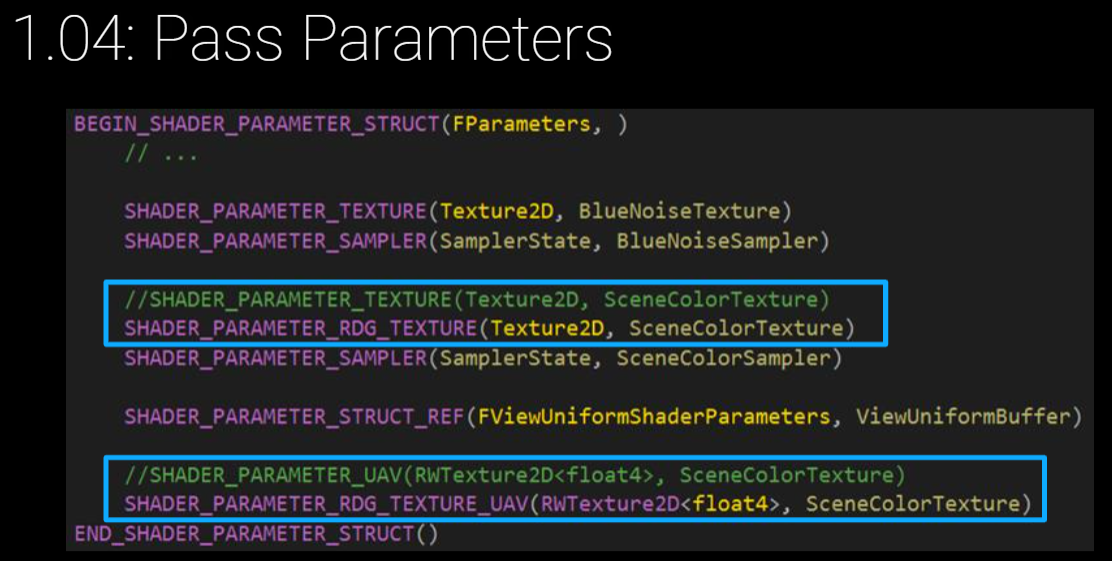 1.04: Pass Parameters
BEGIN_SHADER_PARAMETER_STRUCT(FParameters, )
// ...
SHADER_PARAMETER_TEXTURE(Texture2D, BlueNoiseTexture)
SHADER_PARAMETER_SAMPLER(SamplerState, BlueNoiseSampler)
//SHADER_PARAMETER_TEXTURE(Texture2D, SceneColorTexture)
SHADER_PARAMETER_RDG_TEXTURE(Texture2D, SceneColorTexture)
SHADER_PARAMETER_SAMPLER(SamplerState, SceneColorSampler)
SHADER_PARAMETER_STRUCT_REF(FViewUniformShaderParameters, ViewUniformBuffer)
//SHADER_PARAMETER_UAV(RWTexture2D<float4>, SceneColorTexture)
SHADER_PARAMETER_RDG_TEXTURE_UAV(RWTexture2D<float4>, SceneColorTexture)
END_SHADER_PARAMETER_STRUCT()